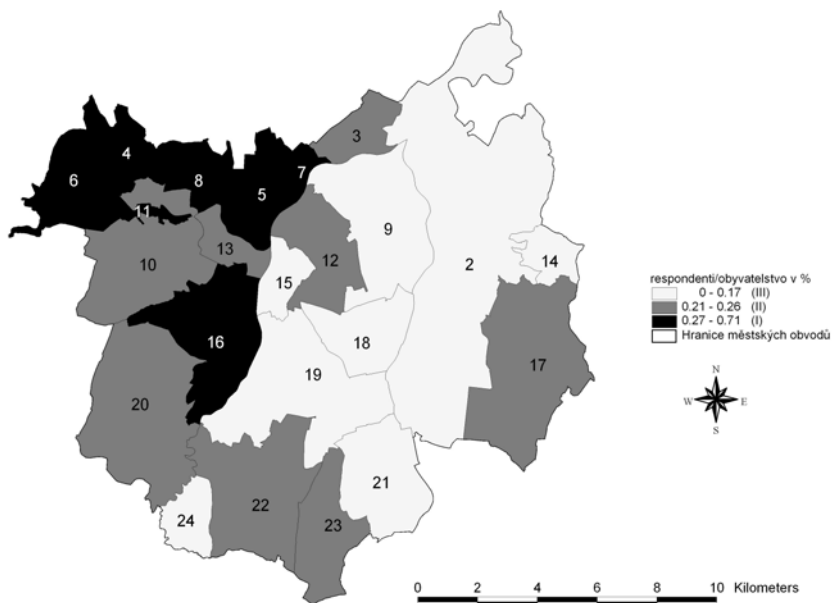 3
4
7
6
8
5
11
9
13
12
10
2
14
15
respondenti/obyvatelstvo v %
0 - 0.17 (III)
0.21 - 0.26 (II)
0.27 - 0.71 (I)
Hranice městských obvodů
16
18
17
19
20
N
W E
S
21
22
24
23
0 2 4 6 8 10 Kilometers